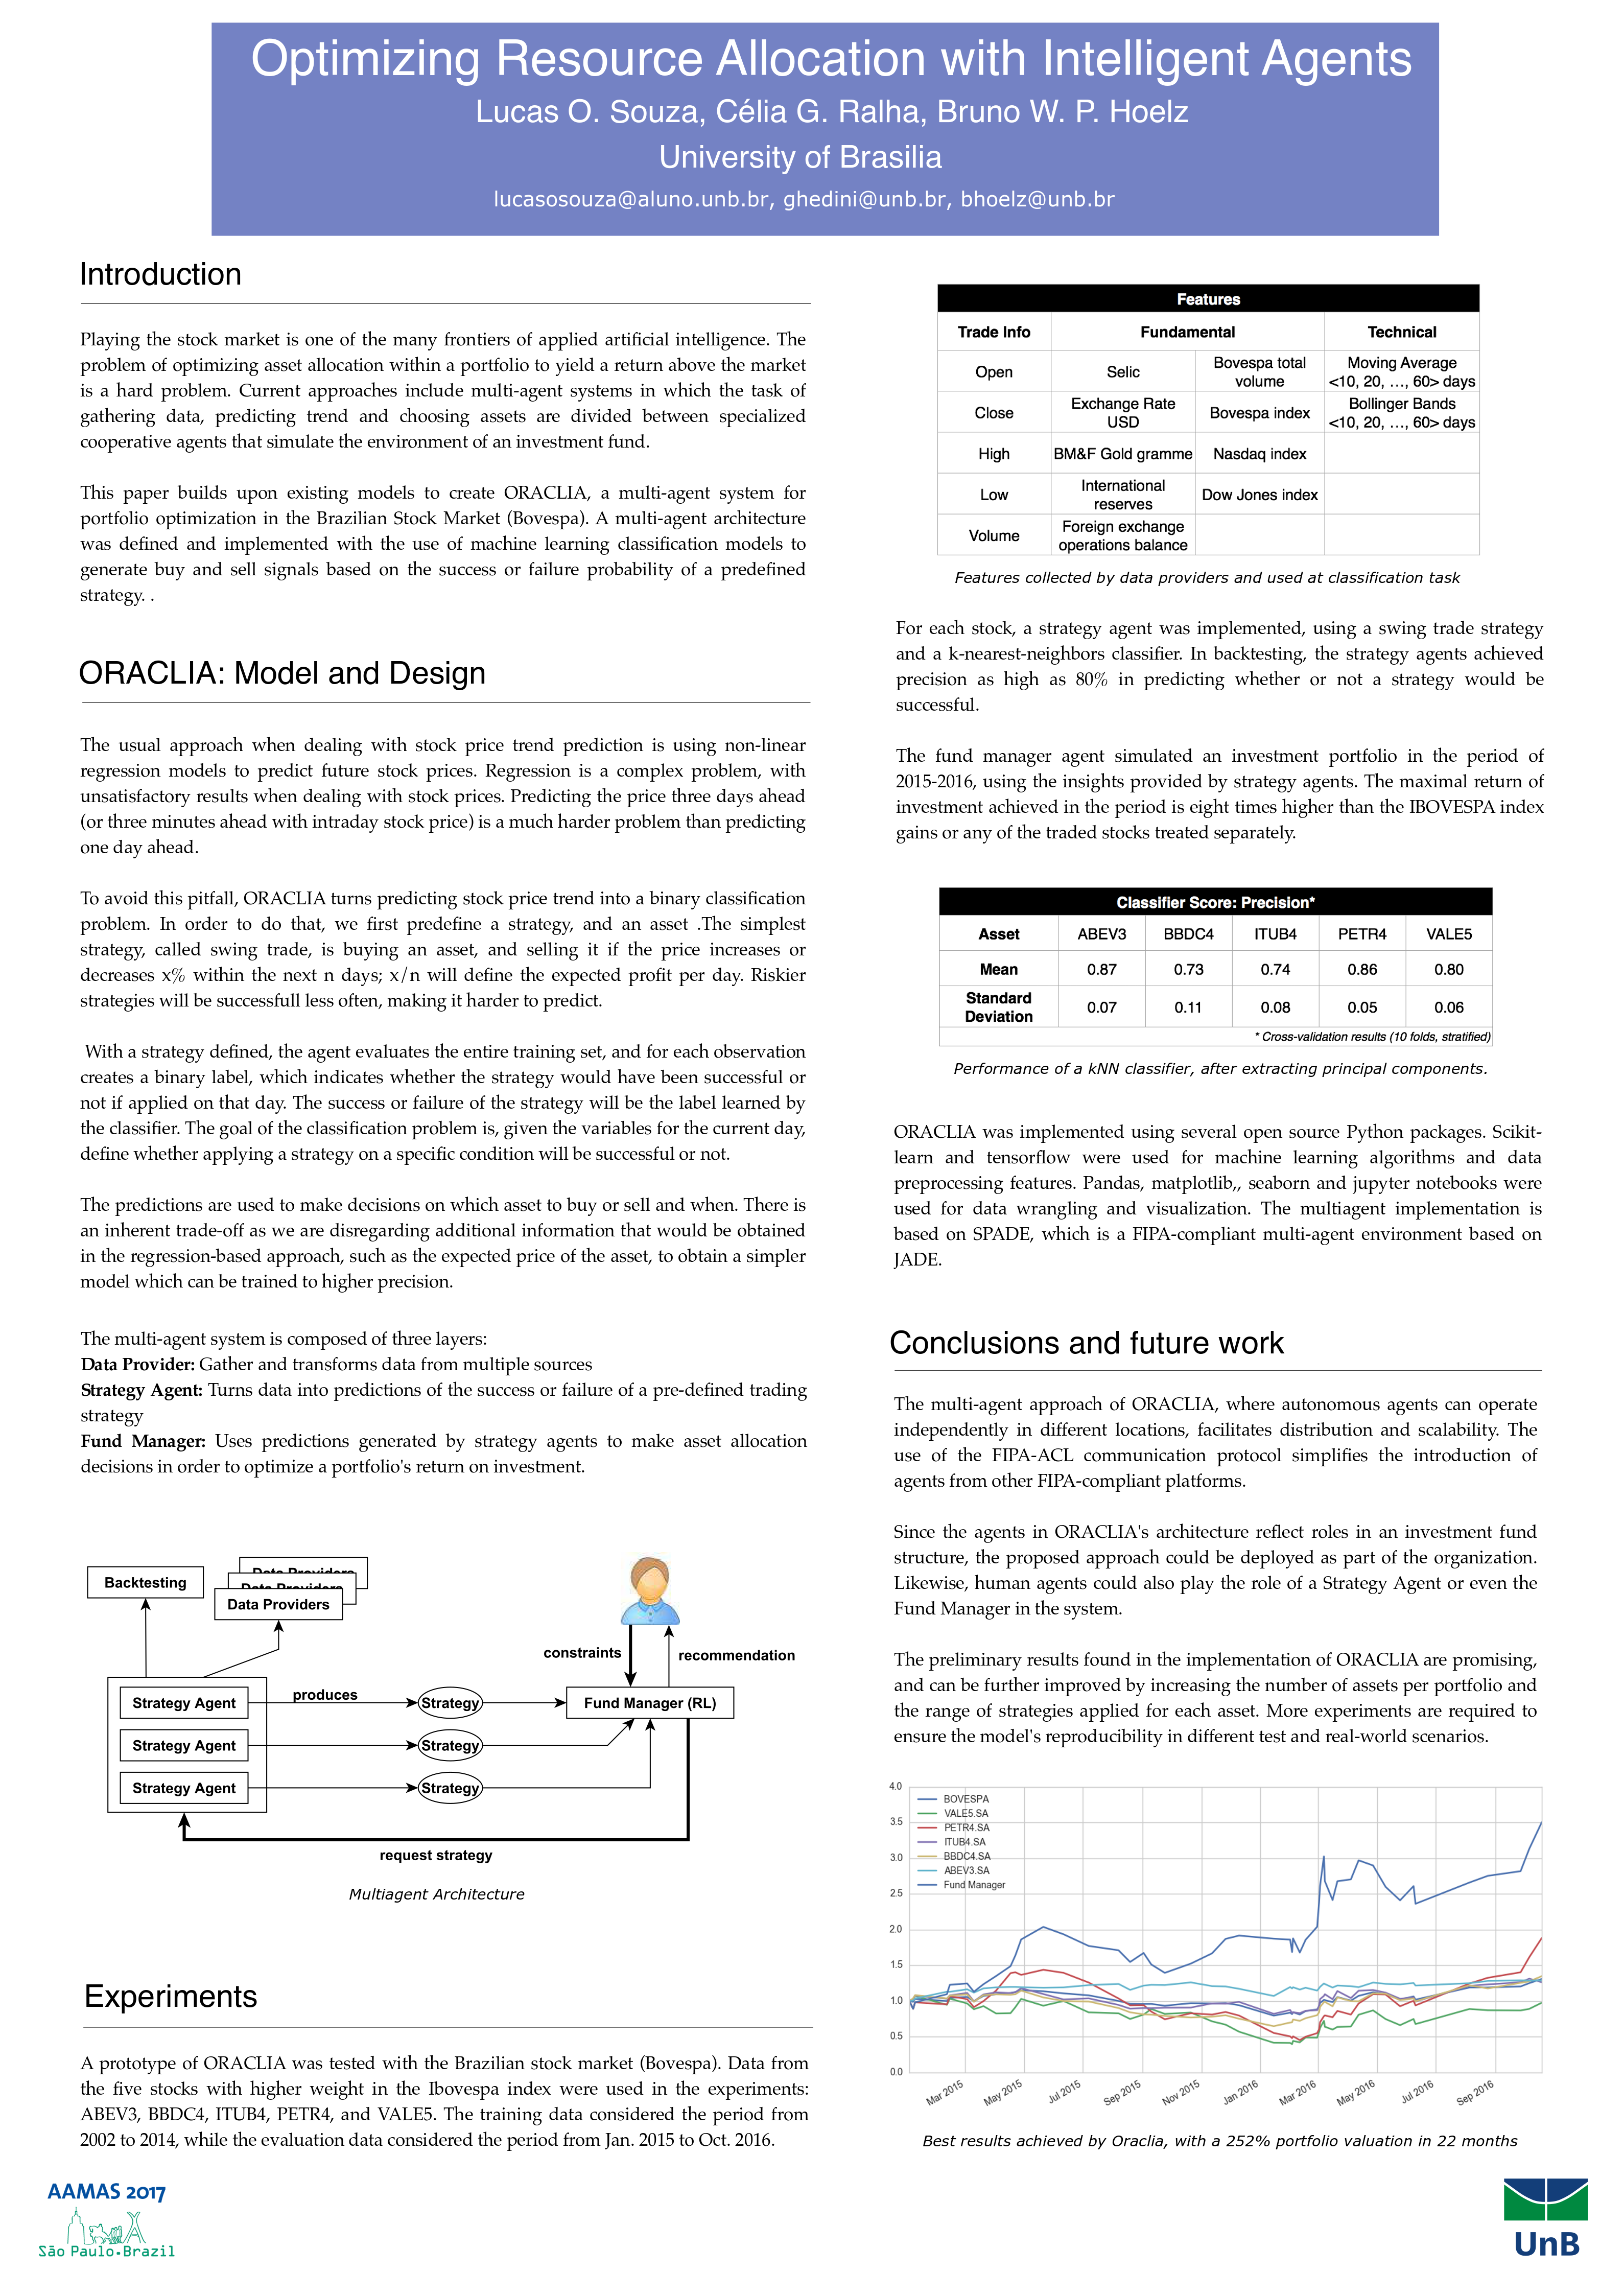 Optimizing Resource Allocation with Intelligent Agents
Lucas O. Souza, Célia G. Ralha, Bruno W. P. Hoelz
University of Brasilia
lucasosouza@aluno.unb.br, ghedini@unb.br, bhoelz@unb.br
Introduction
Playing the stock market is one of the many frontiers of applied artificial intelligence. The
problem of optimizing asset allocation within a portfolio to yield a return above the market
is a hard problem. Current approaches include multi-agent systems in which the task of
gathering data, predicting trend and choosing assets are divided between specialized
cooperative agents that simulate the environment of an investment fund.
This paper builds upon existing models to create ORACLIA, a multi-agent system for
portfolio optimization in the Brazilian Stock Market (Bovespa). A multi-agent architecture
was defined and implemented with the use of machine learning classification models to
generate buy and sell signals based on the success or failure probability of a predefined
strategy. .
ORACLIA: Model and Design
The usual approach when dealing with stock price trend prediction is using non-linear
regression models to predict future stock prices. Regression is a complex problem, with
unsatisfactory results when dealing with stock prices. Predicting the price three days ahead
(or three minutes ahead with intraday stock price) is a much harder problem than predicting
one day ahead.
To avoid this pitfall, ORACLIA turns predicting stock price trend into a binary classification
problem. In order to do that, we first predefine a strategy, and an asset .The simplest
strategy, called swing trade, is buying an asset, and selling it if the price increases or
decreases x% within the next n days; x/n will define the expected profit per day. Riskier
strategies will be successfull less often, making it harder to predict.
With a strategy defined, the agent evaluates the entire training set, and for each observation
creates a binary label, which indicates whether the strategy would have been successful or
not if applied on that day. The success or failure of the strategy will be the label learned by
the classifier. The goal of the classification problem is, given the variables for the current day,
define whether applying a strategy on a specific condition will be successful or not.
The predictions are used to make decisions on which asset to buy or sell and when. There is
an inherent trade-off as we are disregarding additional information that would be obtained
in the regression-based approach, such as the expected price of the asset, to obtain a simpler
model which can be trained to higher precision.
The multi-agent system is composed of three layers:
Data Provider: Gather and transforms data from multiple sources
Strategy Agent: Turns data into predictions of the success or failure of a pre-defined trading
strategy
Fund Manager: Uses predictions generated by strategy agents to make asset allocation
decisions in order to optimize a portfolio's return on investment.
Backtesting
Data Providers
Data Providers
Data Providers
constraints
recommendation
Strategy Agent
produces
Strategy
Fund Manager (RL)
Strategy Agent
Strategy
Strategy Agent
Strategy
request strategy
Multiagent Architecture
Experiments
A prototype of ORACLIA was tested with the Brazilian stock market (Bovespa). Data from
the five stocks with higher weight in the Ibovespa index were used in the experiments:
ABEV3, BBDC4, ITUB4, PETR4, and VALE5. The training data considered the period from
2002 to 2014, while the evaluation data considered the period from Jan. 2015 to Oct. 2016.
Features
Trade Info Fundamental Technical
Open Selic Bovespa total volume Moving Average <10, 20, ..., 60> days
Close Exchange Rate USD Bovespa index Bollinger Bands <10, 20, ..., 60> days
High BM&F Gold gramme Nasdaq index
Low International reserves Dow Jones index
Volume Foreign exchange operations balance
Features collected by data providers and used at classification task
For each stock, a strategy agent was implemented, using a swing trade strategy
and a k-nearest-neighbors classifier. In backtesting, the strategy agents achieved
precision as high as 80% in predicting whether or not a strategy would be
successful.
The fund manager agent simulated an investment portfolio in the period of
2015-2016, using the insights provided by strategy agents. The maximal return of
investment achieved in the period is eight times higher than the IBOVESPA index
gains or any of the traded stocks treated separately.
Classifier Score: Precision*
Asset ABEV3 BBDC4 ITUB4 PETR4 VALE5
Mean 0.87 0.73 0.74 0.86 0.80
Standard Deviation 0.07 0.11 0.08 0.05 0.06
* Cross-validation results (10 folds, stratified)
Performance of a kNN classifier, after extracting principal components.
ORACLIA was implemented using several open source Python packages. Scikit-
learn and tensorflow were used for machine learning algorithms and data
preprocessing features. Pandas, matplotlib,, seaborn and jupyter notebooks were
used for data wrangling and visualization. The multiagent implementation is
based on SPADE, which is a FIPA-compliant multi-agent environment based on
JADE.
Conclusions and future work
The multi-agent approach of ORACLIA, where autonomous agents can operate
independently in different locations, facilitates distribution and scalability. The
use of the FIPA-ACL communication protocol simplifies the introduction of
agents from other FIPA-compliant platforms.
Since the agents in ORACLIA's architecture reflect roles in an investment fund
structure, the proposed approach could be deployed as part of the organization.
Likewise, human agents could also play the role of a Strategy Agent or even the
Fund Manager in the system.
The preliminary results found in the implementation of ORACLIA are promising,
and can be further improved by increasing the number of assets per portfolio and
the range of strategies applied for each asset. More experiments are required to
ensure the model's reproducibility in different test and real-world scenarios.
4.0
3.5
3.0
2.5
2.0
1.5
1.0
0.5
0.0
BOVESPA
VALE5.SA
PETR4.SA
ITUB4.SA
BBDC4.SA
ABEV3.SA
Fund Manager
Mar 2015 May 2015 Jul 2015 Sep 2015 Nov 2015 Jan 2016 Mar 2016 May 2016 Jul 2016 Sep 2016
Best results achieved by Oraclia, with a 252% portfolio valuation in 22 months
AAMAS 2017
São Paulo.Brazil
UnB